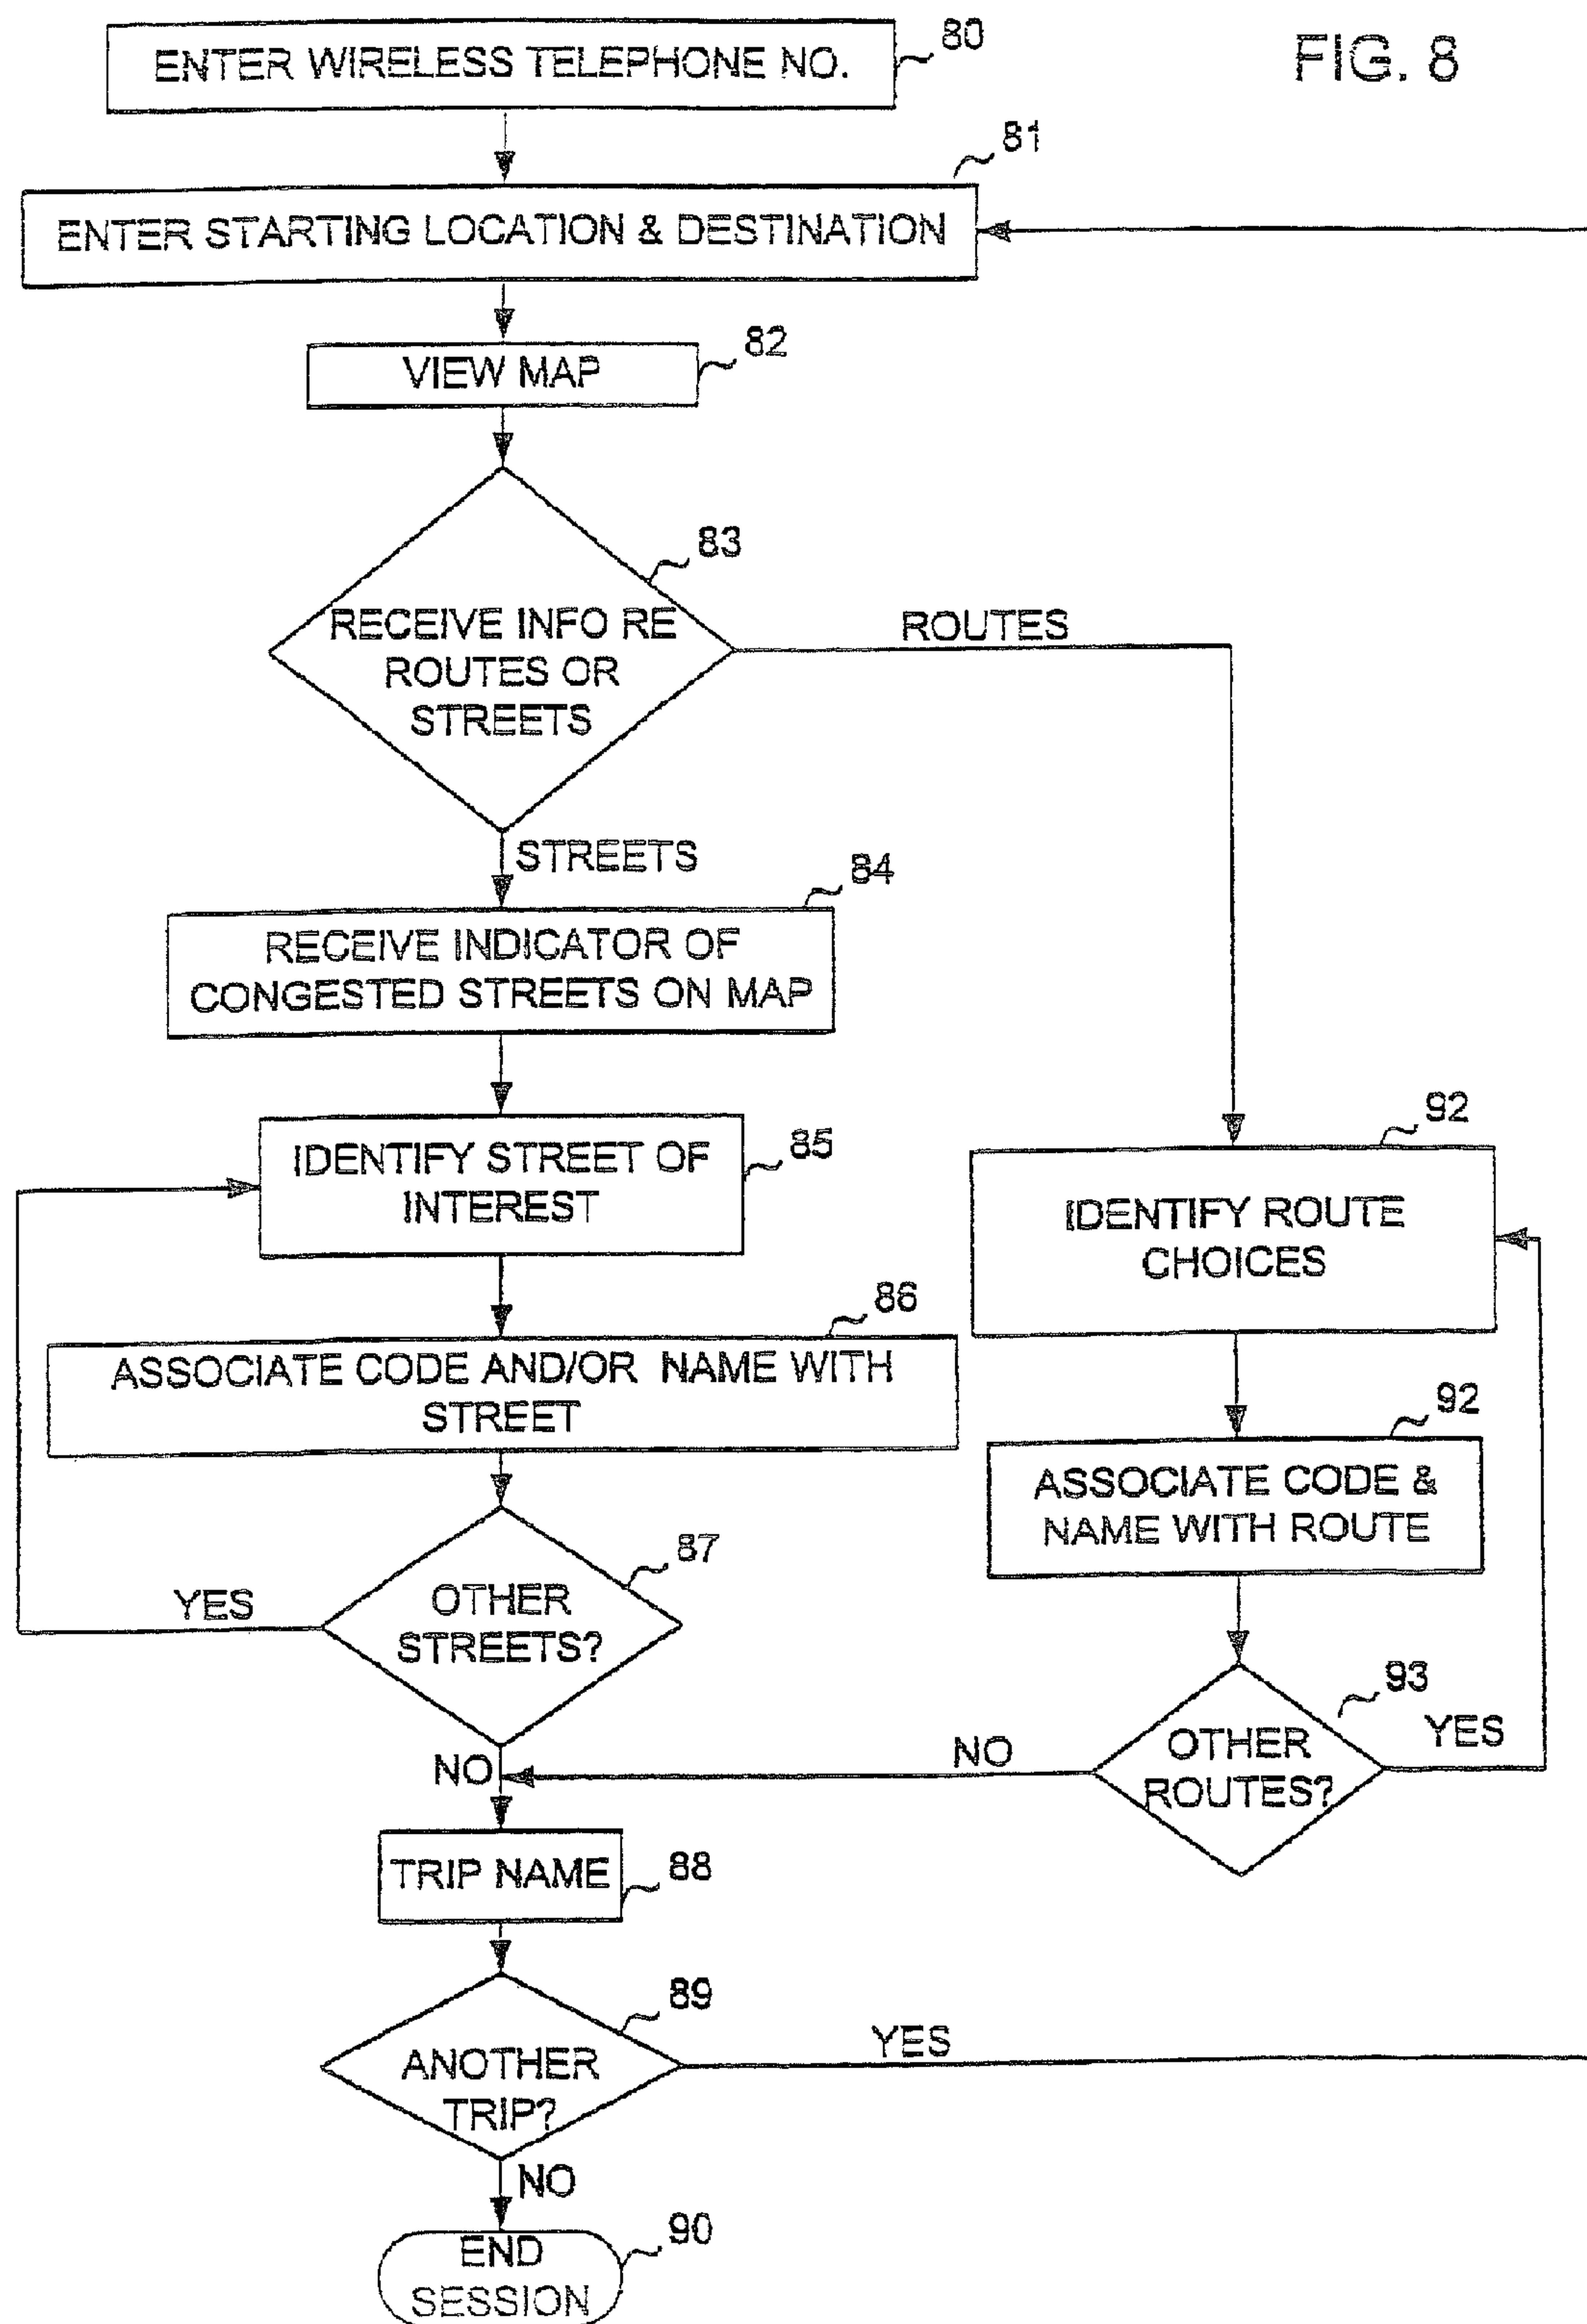 FIG. 8
80
ENTER WIRELESS TELEPHONE NO.
81
ENTER STARTING LOCATION & DESTINATION
82
VIEW MAP
83
RECEIVE INFO RE
ROUTES OR
STREETS
ROUTES
STREETS
84
RECEIVE INDICATOR OF
CONGESTED STREETS ON MAP
85
IDENTIFY STREET OF
INTEREST
92
IDENTIFY ROUTE
CHOICES
86
ASSOCIATE CODE AND/OR NAME WITH
STREET
92
ASSOCIATE CODE &
NAME WITH ROUTE
87
OTHER
STREETS?
YES
NO
93
OTHER
ROUTES?
YES
NO
88
TRIP NAME
89
ANOTHER
TRIP?
YES
NO
90
END
SESSION